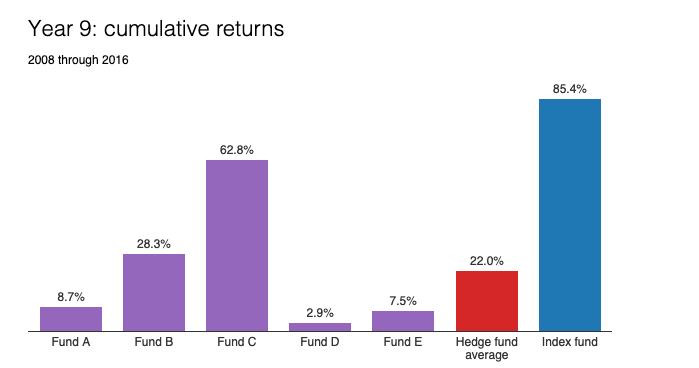 Year 9: cumulative returns
2008 through 2016
85.4%
62.8%
28.3%
22.0%
8.7%
7.5%
2.9%
Fund A
Fund B
Fund C
Fund D
Fund E
Hedge fund
average
Index fund